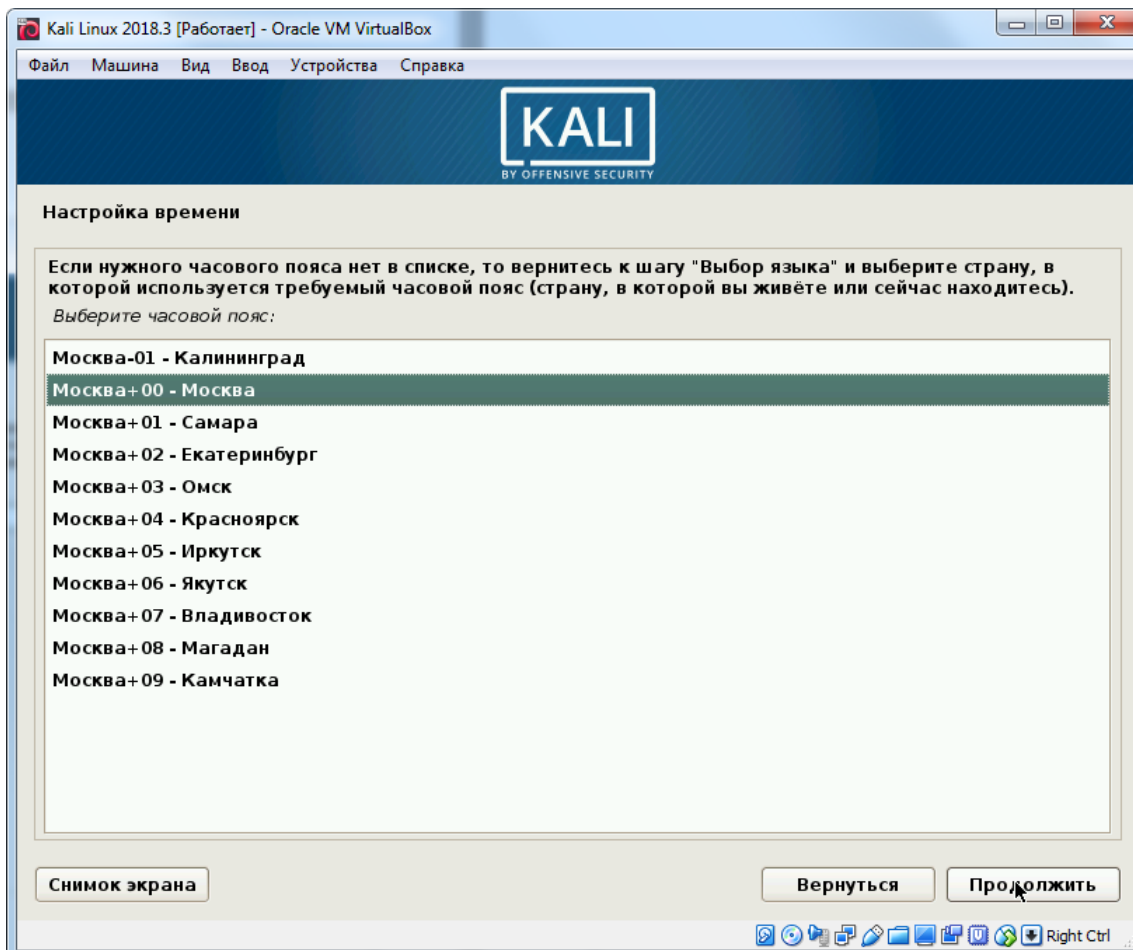 Kali Linux 2018.3 [Работает] - Oracle VM VirtualBox
Файл Машина Вид Ввод Устройства Справка
KALI
BY OFFENSIVE SECURITY
Настройка времени
Если нужного часового пояса нет в списке, то вернитесь к шагу "Выбор языка" и выберите страну, в
которой используется требуемый часовой пояс (страну, в которой вы живёте или сейчас находитесь).
Выберите часовой пояс:
Москва-01 - Калининград
Москва+00 - Москва
Москва+01 - Самара
Москва+02 - Екатеринбург
Москва+03 - Омск
Москва+04 - Красноярск
Москва+05 - Иркутск
Москва+06 - Якутск
Москва+07 - Владивосток
Москва+08 - Магадан
Москва+09 - Камчатка
Снимок экрана Вернуться Продолжить
Right Ctrl